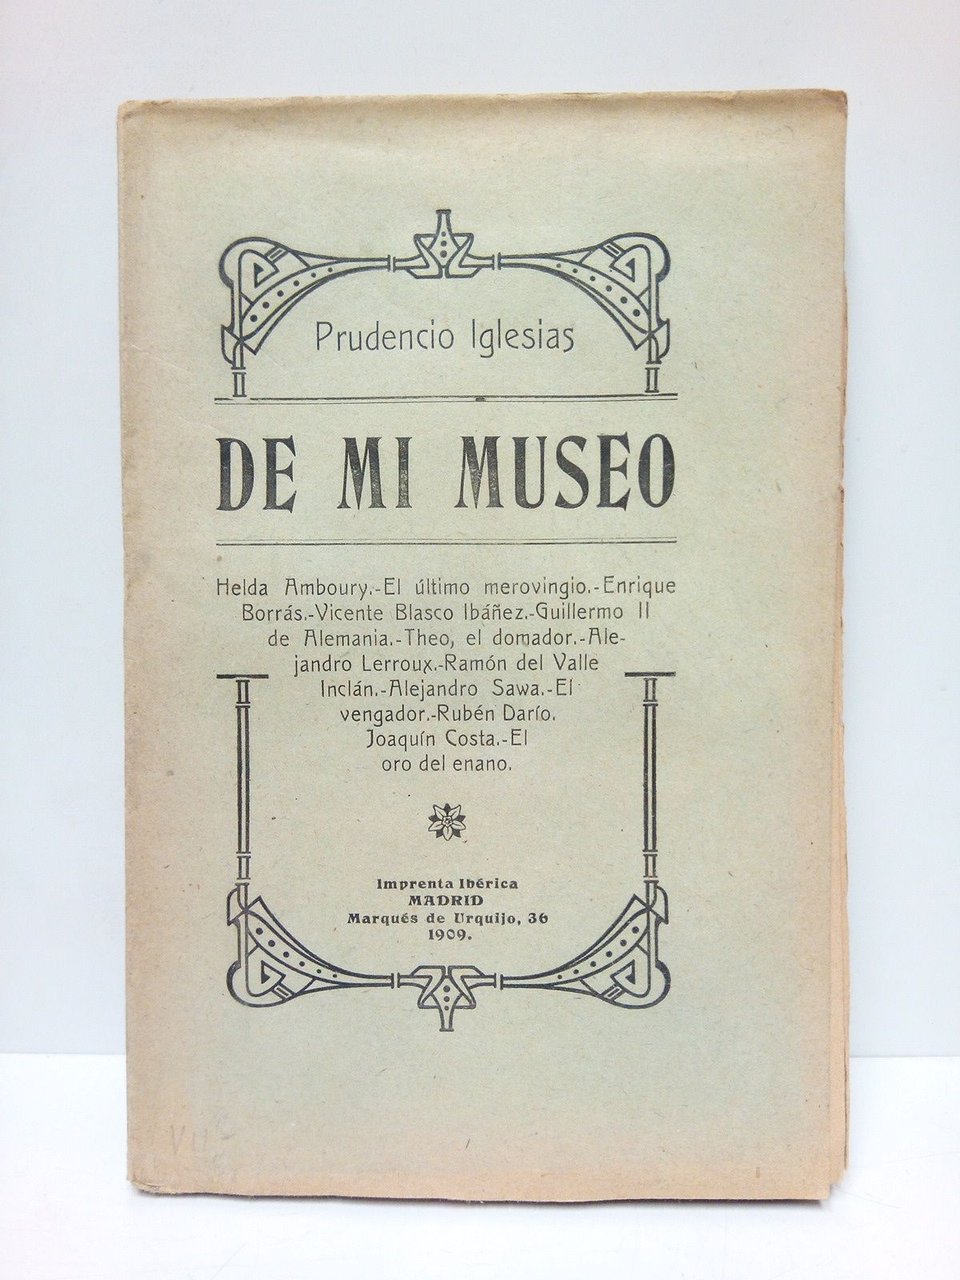 Prudencio Iglesias
DE MI MUSEO
Helda Amboury.-El último merovingio.-Enrique
Borrás.-Vicente Blasco Ibáñez.-Guillermo II
de Alemania.-Theo, el domador.-Ale-
jandro Lerroux.-Ramón del Valle
Inclán.-Alejandro Sawa.-El
vengador.-Rubén Darío.
Joaquín Costa.-El
oro del enano.
Imprenta Ibérica
MADRID
Marqués de Urquijo, 36
1909.